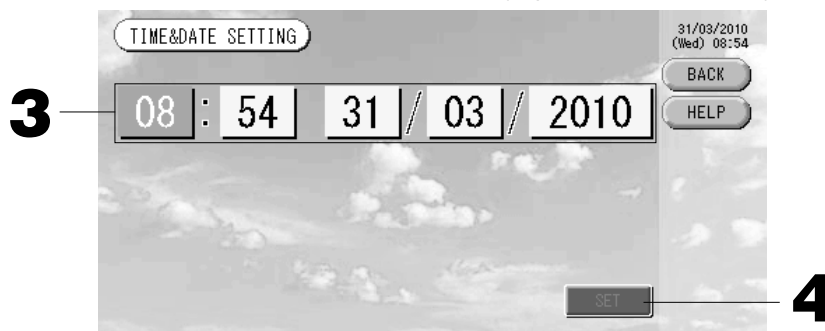 TIME&DATE SETTING
31/03/2010
(Wed) 08:54
BACK
3
08 : 54 31 / 03 / 2010
HELP
SET
4